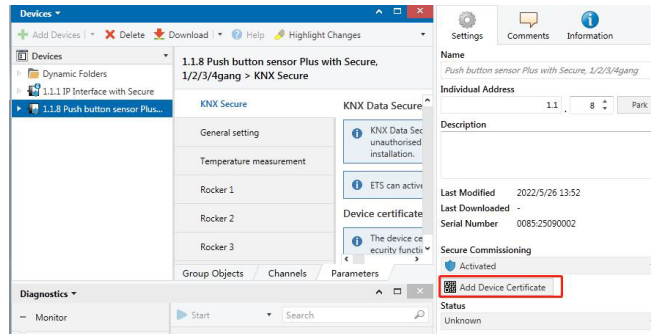 Devices
Add Devices Delete Download Help Highlight Changes
Devices
Dynamic Folders
1.1.1 IP Interface with Secure
1.1.8 Push button sensor Plus...
1.1.8 Push button sensor Plus with Secure,
1/2/3/4gang > KNX Secure
KNX Secure
General setting
Temperature measurement
Rocker 1
Rocker 2
Rocker 3
KNX Data Secure
KNX Data Sec
unauthorised
installation.
ETS can activ
Device certificate
The device ce
ecurity functi
Group Objects Channels Parameters
Diagnostics
Monitor
Start Search
Settings Comments Information
Name
Push button sensor Plus with Secure, 1/2/3/4gang
Individual Address
1.1 . 8 Park
Description
Last Modified 2022/5/26 13:52
Last Downloaded -
Serial Number 0085:25090002
Secure Commissioning
Activated
Add Device Certificate
Status
Unknown